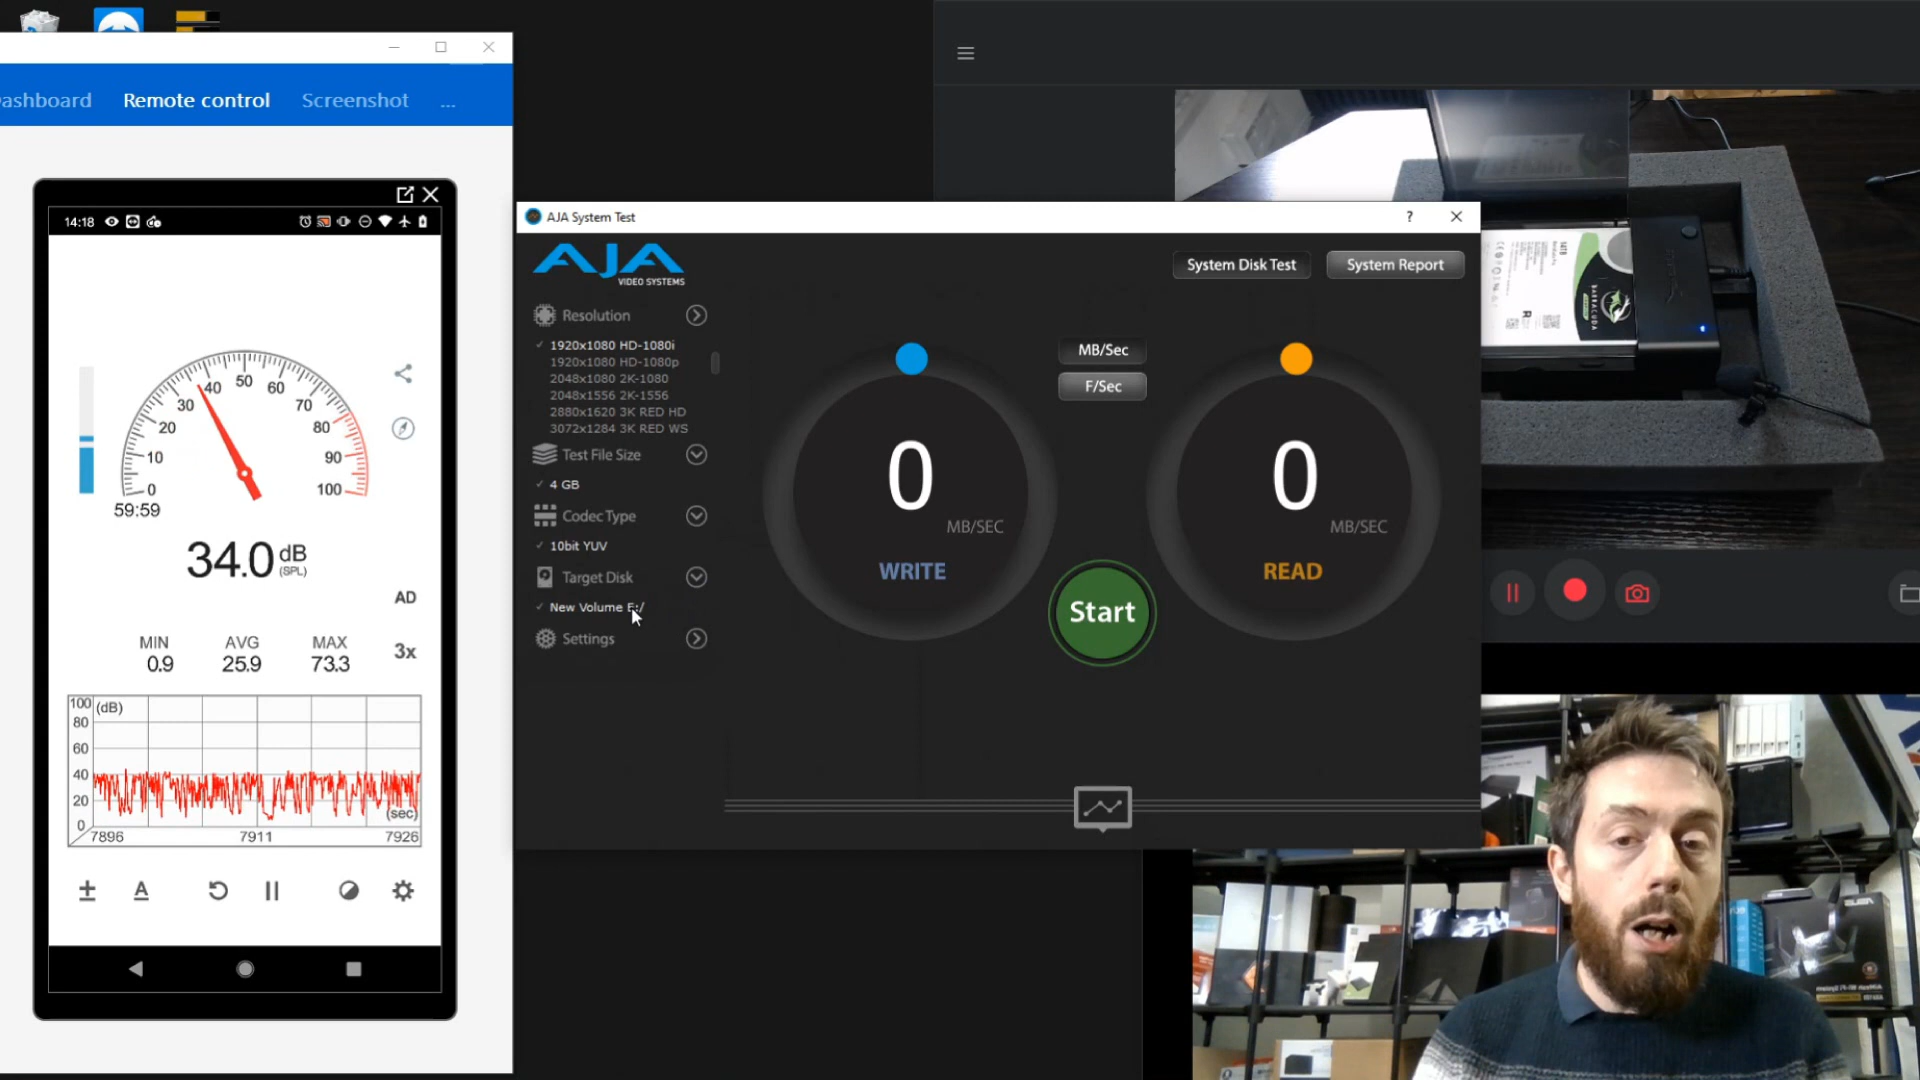 ashboard
Remote control
Screenshot
...
14:18
0
10
20
30
40
50
60
70
80
90
100
59:59
34.0 dB
(SPL)
AD
MIN
AVG
MAX
0.9
25.9
73.3
3x
100
(dB)
80
60
40
20
0
(sec)
7896
7911
7926
A
AJA System Test
?
AJA
VIDEO SYSTEMS
System Disk Test
System Report
Resolution
1920x1080 HD-1080i
1920x1080 HD-1080p
2048x1080 2K-1080
2048x1556 2K-1556
2880x1620 3K RED HD
3072x1284 3K RED WS
Test File Size
4 GB
Codec Type
10bit YUV
Target Disk
New Volume E:/
Settings
0
MB/SEC
WRITE
MB/Sec
F/Sec
Start
0
MB/SEC
READ
BARRACUDA